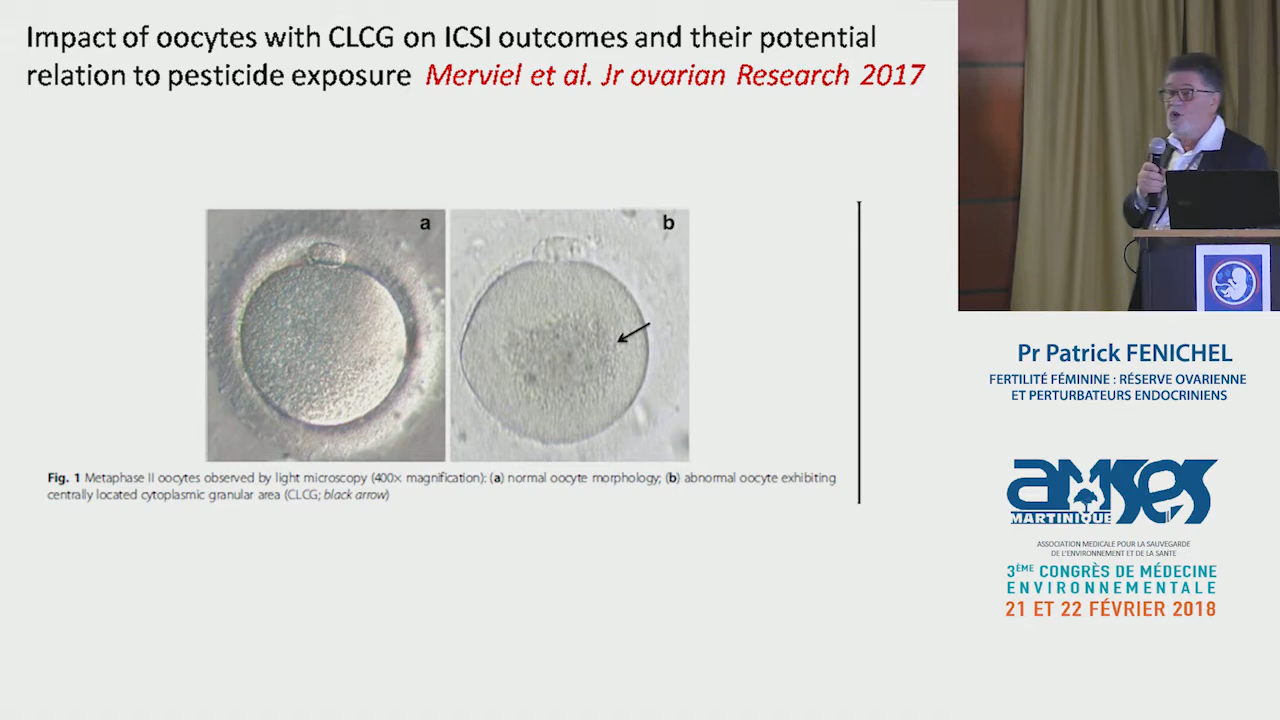 Impact of oocytes with CLCG on ICSI outcomes and their potential
relation to pesticide exposure Merviel et al. Jr ovarian Research 2017
a
b
Fig. 1 Metaphase II oocytes observed by light microscopy (400× magnification): (a) normal oocyte morphology; (b) abnormal oocyte exhibiting
centrally located cytoplasmic granular area (CLCG; black arrow)
Pr Patrick FENICHEL
FERTILITÉ FÉMININE : RÉSERVE OVARIENNE
ET PERTURBATEURS ENDOCRINIENS
amses
MARTINIQUE
ASSOCIATION MEDICALE POUR LA SAUVEGARDE
DE L'ENVIRONNEMENT ET DE LA SANTE
3ÈME CONGRÈS DE MÉDECINE
ENVIRONNEMENTALE
21 ET 22 FÉVRIER 2018